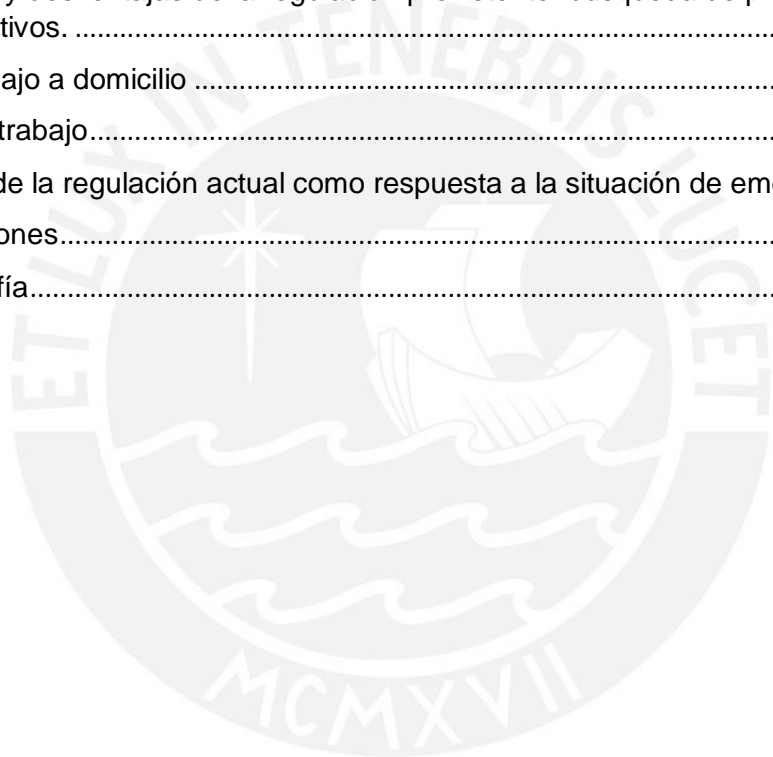 tivos. ........................................................................................................
ajo a domicilio ........................................................................................
trabajo.........................................................................................................
de la regulación actual como respuesta a la situación de eme
ones..............................................................................................................
fía...................................................................................................................
ET LUX IN TENEBRIS LUCET
MCMXVII